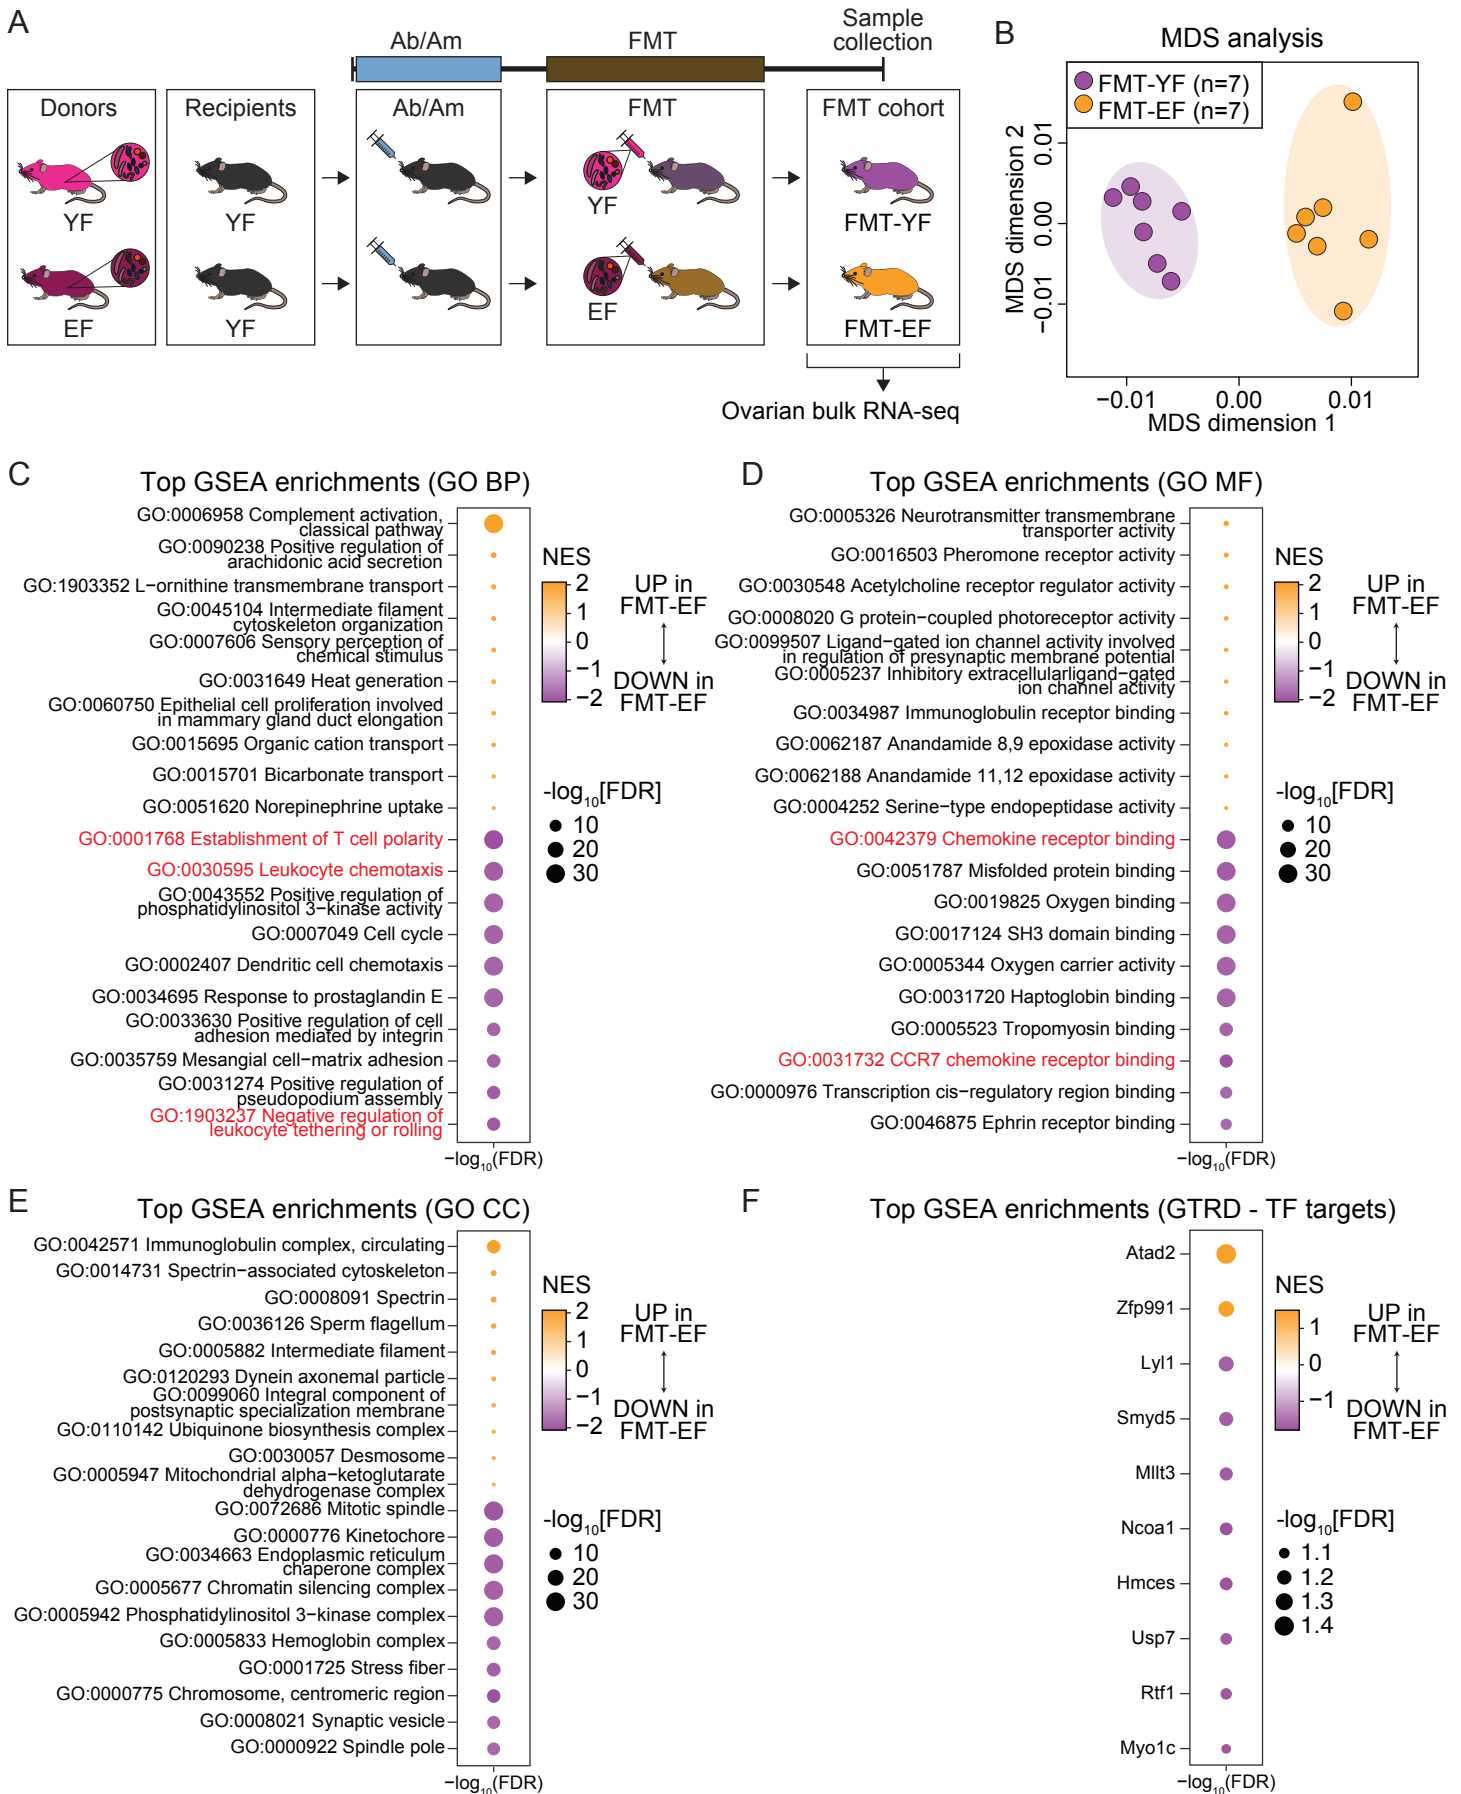 A
Ab/Am
FMT
Sample
collection
Donors
Recipients
Ab/Am
FMT
FMT cohort
YF
YF
YF
FMT-YF
EF
YF
EF
FMT-EF
Ovarian bulk RNA-seq
B
MDS analysis
FMT-YF (n=7)
FMT-EF (n=7)
MDS dimension 2
0.01
0.00
−0.01
−0.01
0.00
0.01
MDS dimension 1
C
Top GSEA enrichments (GO BP)
GO:0006958 Complement activation,
classical pathway
GO:0090238 Positive regulation of
arachidonic acid secretion
GO:1903352 L−ornithine transmembrane transport
GO:0045104 Intermediate filament
cytoskeleton organization
GO:0007606 Sensory perception of
chemical stimulus
GO:0031649 Heat generation
GO:0060750 Epithelial cell proliferation involved
in mammary gland duct elongation
GO:0015695 Organic cation transport
GO:0015701 Bicarbonate transport
GO:0051620 Norepinephrine uptake
GO:0001768 Establishment of T cell polarity
GO:0030595 Leukocyte chemotaxis
GO:0043552 Positive regulation of
phosphatidylinositol 3−kinase activity
GO:0007049 Cell cycle
GO:0002407 Dendritic cell chemotaxis
GO:0034695 Response to prostaglandin E
GO:0033630 Positive regulation of cell
adhesion mediated by integrin
GO:0035759 Mesangial cell−matrix adhesion
GO:0031274 Positive regulation of
pseudopodium assembly
GO:1903237 Negative regulation of
leukocyte tethering or rolling
−log10(FDR)
NES
2
1
0
−1
−2
UP in
FMT-EF
DOWN in
FMT-EF
-log10[FDR]
10
20
30
D
Top GSEA enrichments (GO MF)
GO:0005326 Neurotransmitter transmembrane
transporter activity
GO:0016503 Pheromone receptor activity
GO:0030548 Acetylcholine receptor regulator activity
GO:0008020 G protein−coupled photoreceptor activity
GO:0099507 Ligand−gated ion channel activity involved
in regulation of presynaptic membrane potential
GO:0005237 Inhibitory extracellularligand−gated
ion channel activity
GO:0034987 Immunoglobulin receptor binding
GO:0062187 Anandamide 8,9 epoxidase activity
GO:0062188 Anandamide 11,12 epoxidase activity
GO:0004252 Serine−type endopeptidase activity
GO:0042379 Chemokine receptor binding
GO:0051787 Misfolded protein binding
GO:0019825 Oxygen binding
GO:0017124 SH3 domain binding
GO:0005344 Oxygen carrier activity
GO:0031720 Haptoglobin binding
GO:0005523 Tropomyosin binding
GO:0031732 CCR7 chemokine receptor binding
GO:0000976 Transcription cis−regulatory region binding
GO:0046875 Ephrin receptor binding
−log10(FDR)
NES
2
1
0
−1
−2
UP in
FMT-EF
DOWN in
FMT-EF
-log10[FDR]
10
20
30
E
Top GSEA enrichments (GO CC)
GO:0042571 Immunoglobulin complex, circulating
GO:0014731 Spectrin−associated cytoskeleton
GO:0008091 Spectrin
GO:0036126 Sperm flagellum
GO:0005882 Intermediate filament
GO:0120293 Dynein axonemal particle
GO:0099060 Integral component of
postsynaptic specialization membrane
GO:0110142 Ubiquinone biosynthesis complex
GO:0030057 Desmosome
GO:0005947 Mitochondrial alpha−ketoglutarate
dehydrogenase complex
GO:0072686 Mitotic spindle
GO:0000776 Kinetochore
GO:0034663 Endoplasmic reticulum
chaperone complex
GO:0005677 Chromatin silencing complex
GO:0005942 Phosphatidylinositol 3−kinase complex
GO:0005833 Hemoglobin complex
GO:0001725 Stress fiber
GO:0000775 Chromosome, centromeric region
GO:0008021 Synaptic vesicle
GO:0000922 Spindle pole
−log10(FDR)
NES
2
1
0
−1
−2
UP in
FMT-EF
DOWN in
FMT-EF
-log10[FDR]
10
20
30
F
Top GSEA enrichments (GTRD - TF targets)
Atad2
Zfp991
Lyl1
Smyd5
Mllt3
Ncoa1
Hmces
Usp7
Rtf1
Myo1c
−log10(FDR)
NES
1
0
−1
UP in
FMT-EF
DOWN in
FMT-EF
-log10[FDR]
1.1
1.2
1.3
1.4